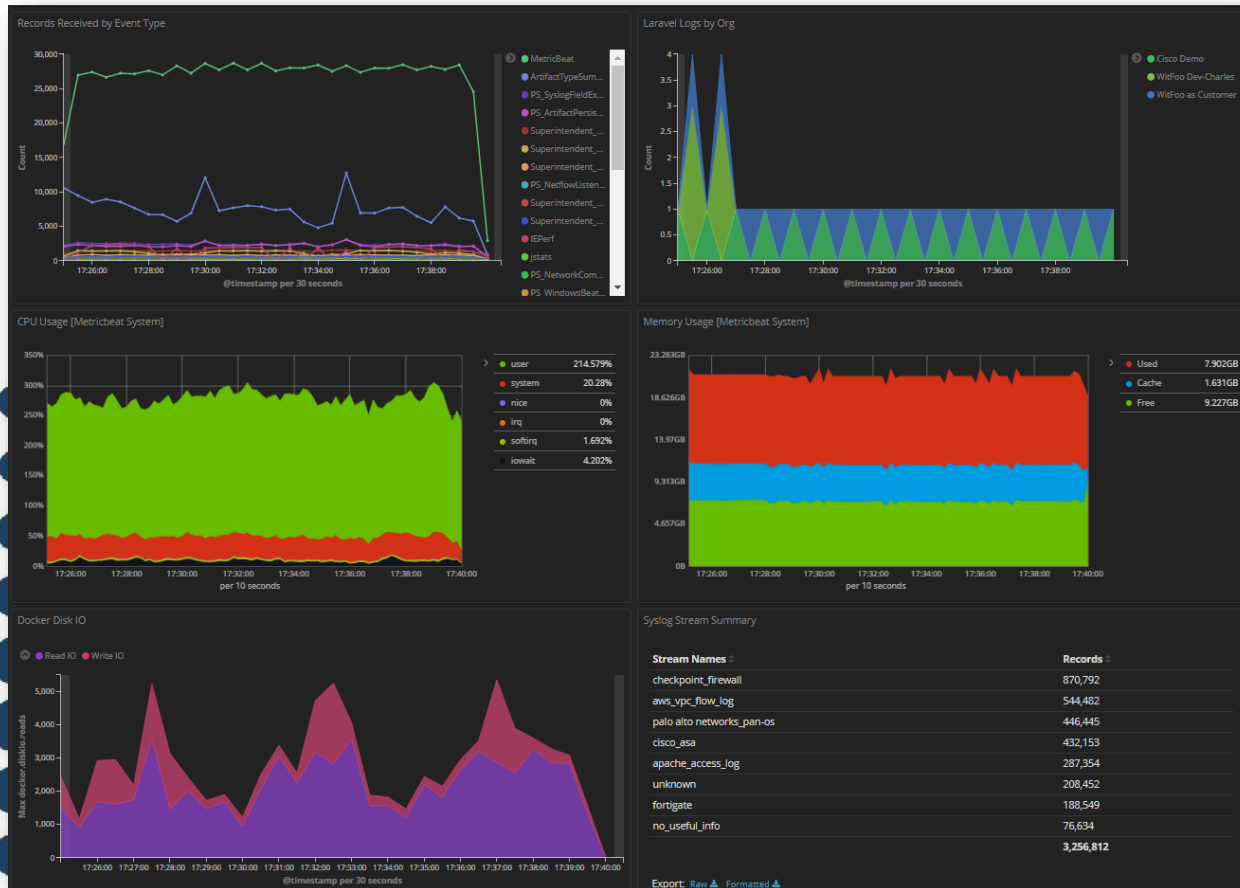 Records Received by Event Type
30,000
25,000
20,000
15,000
10,000
5,000
0
Count
17:26:00 17:28:00 17:30:00 17:32:00 17:34:00 17:36:00 17:38:00
@timestamp per 30 seconds
MetricBeat
ArtifactTypeSum...
PS_SyslogFieldEx...
PS_ArtifactPersis...
Superintendent_...
Superintendent_...
Superintendent_...
PS_NetflowListen...
Superintendent_...
Superintendent_...
IEPerf
jstats
PS_NetworkCom...
PS_WindowsBeat...
Laravel Logs by Org
4
3.5
3
2.5
2
1.5
1
0.5
0
Count
17:26:00 17:28:00 17:30:00 17:32:00 17:34:00 17:36:00 17:38:00
@timestamp per 30 seconds
Cisco Demo
WitFoo Dev-Charles
WitFoo as Customer
CPU Usage [Metricbeat System]
350%
300%
250%
200%
150%
100%
50%
0%
17:26:00 17:28:00 17:30:00 17:32:00 17:34:00 17:36:00 17:38:00 17:40:00
per 10 seconds
user 214.579%
system 20.28%
nice 0%
irq 0%
softirq 1.692%
iowait 4.202%
Memory Usage [Metricbeat System]
23.283GB
18.626GB
13.97GB
9.313GB
4.657GB
0B
17:26:00 17:28:00 17:30:00 17:32:00 17:34:00 17:36:00 17:38:00 17:40:00
per 10 seconds
Used 7.902GB
Cache 1.631GB
Free 9.227GB
Docker Disk IO
Read IO Write IO
5,000
4,000
3,000
2,000
1,000
0
Max docker.diskio.reads
17:26:00 17:27:00 17:28:00 17:29:00 17:30:00 17:31:00 17:32:00 17:33:00 17:34:00 17:35:00 17:36:00 17:37:00 17:38:00 17:39:00 17:40:00
@timestamp per 30 seconds
Syslog Stream Summary
Stream Names Records
checkpoint_firewall 870,792
aws_vpc_flow_log 544,482
palo alto networks_pan-os 446,445
cisco_asa 432,153
apache_access_log 287,354
unknown 208,452
fortigate 188,549
no_useful_info 76,634
3,256,812
Export: Raw Formatted